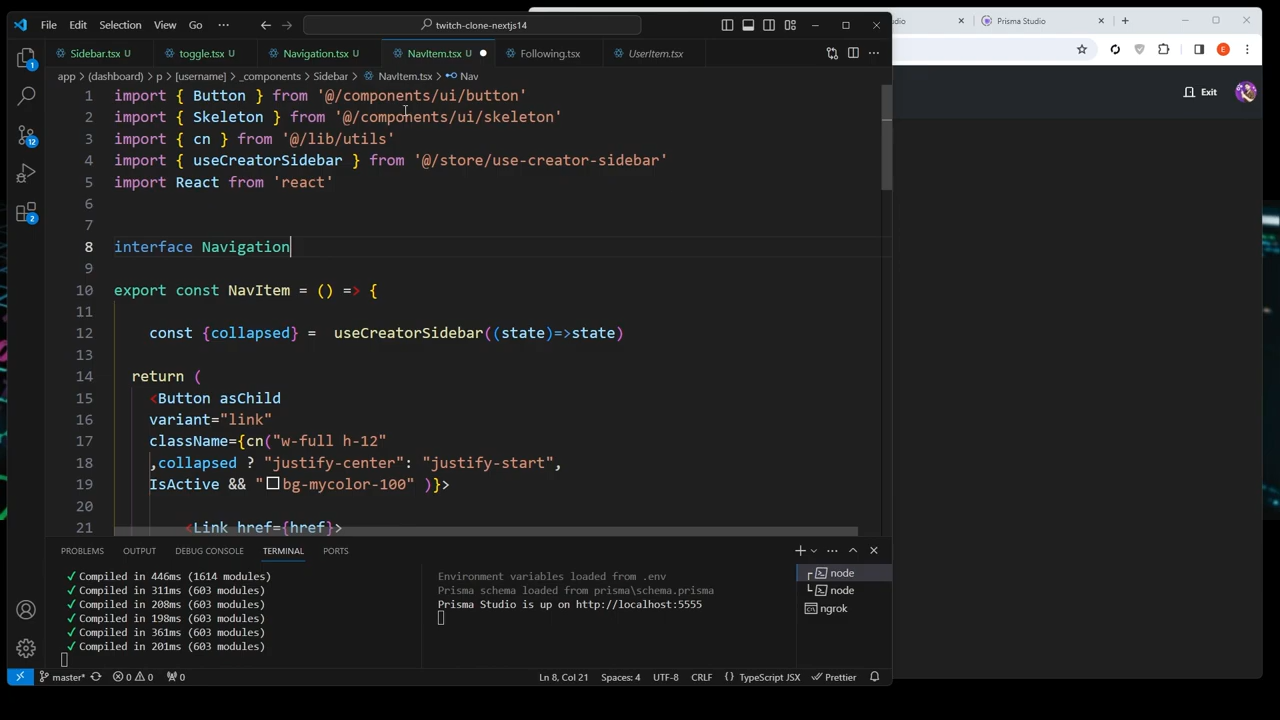 File Edit Selection View Go ··· twitch-clone-nextjs14
Sidebar.tsx U toggle.tsx U Navigation.tsx U NavItem.tsx U Following.tsx UserItem.tsx
app > (dashboard) > p > [username] > _components > Sidebar > NavItem.tsx > Nav
1 import { Button } from '@/components/ui/button'
2 import { Skeleton } from '@/components/ui/skeleton'
3 import { cn } from '@/lib/utils'
4 import { useCreatorSidebar } from '@/store/use-creator-sidebar'
5 import React from 'react'
6
7
8 interface Navigation
9
10 export const NavItem = () => {
11
12 const {collapsed} = useCreatorSidebar((state)=>state)
13
14 return (
15 <Button asChild
16 variant="link"
17 className={cn("w-full h-12"
18 ,collapsed ? "justify-center": "justify-start",
19 IsActive && "bg-mycolor-100" )}>
20
21 <Link href={href}>
1
12
2
PROBLEMS OUTPUT DEBUG CONSOLE TERMINAL PORTS
✓ Compiled in 446ms (1614 modules)
✓ Compiled in 311ms (603 modules)
✓ Compiled in 208ms (603 modules)
✓ Compiled in 198ms (603 modules)
✓ Compiled in 361ms (603 modules)
✓ Compiled in 201ms (603 modules)
Environment variables loaded from .env
Prisma schema loaded from prisma\schema.prisma
Prisma Studio is up on http://localhost:5555
node
node
ngrok
master* 0 0 0 Ln 8, Col 21 Spaces: 4 UTF-8 CRLF { } TypeScript JSX Prettier
Prisma Studio
E
Exit